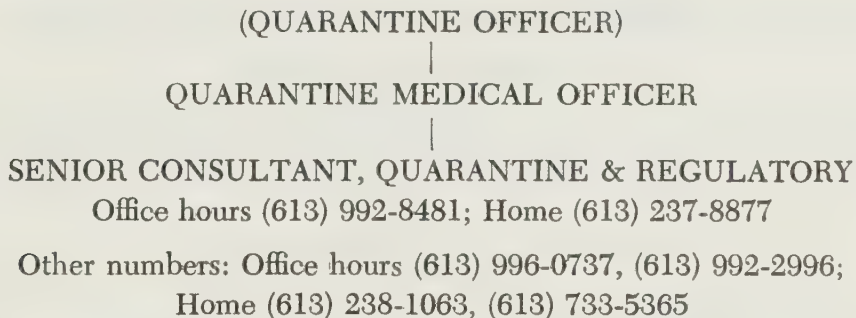 (QUARANTINE OFFICER)
QUARANTINE MEDICAL OFFICER
SENIOR CONSULTANT, QUARANTINE & REGULATORY
Office hours (613) 992-8481; Home (613) 237-8877
Other numbers: Office hours (613) 996-0737, (613) 992-2996;
Home (613) 238-1063, (613) 733-5365